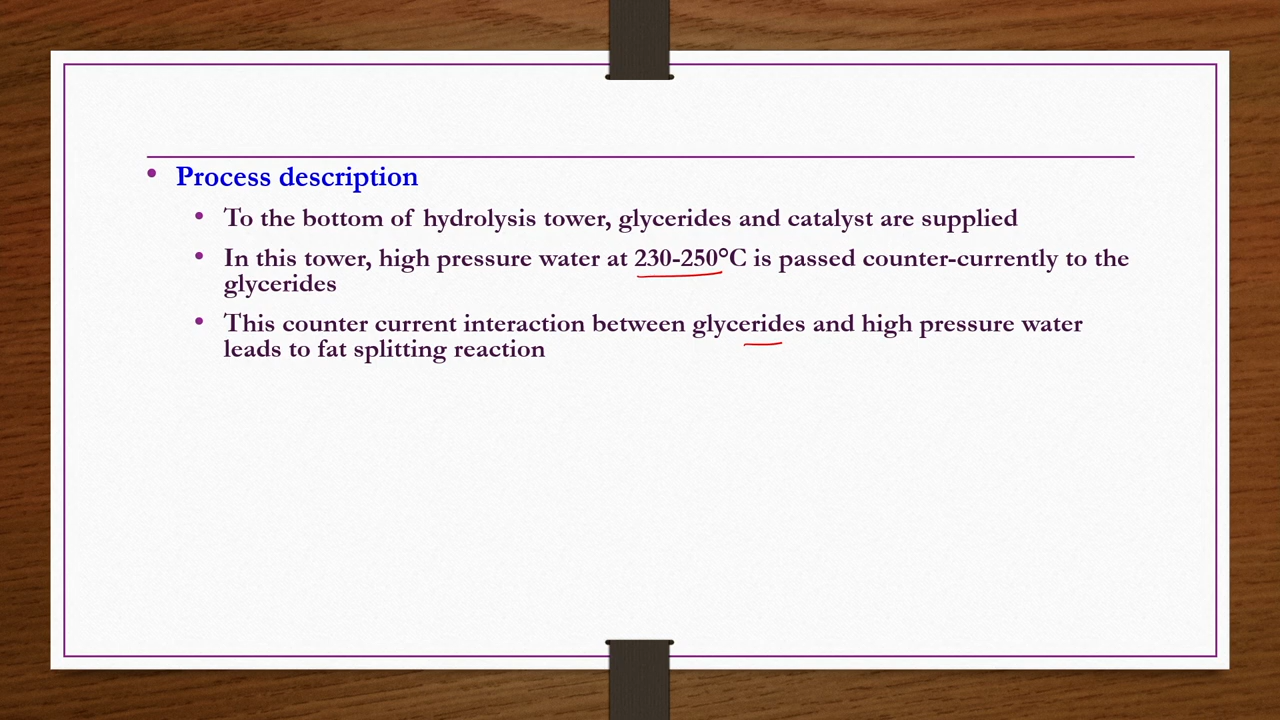 • Process description
• To the bottom of hydrolysis tower, glycerides and catalyst are supplied
• In this tower, high pressure water at 230-250°C is passed counter-currently to the
glycerides
• This counter current interaction between glycerides and high pressure water
leads to fat splitting reaction